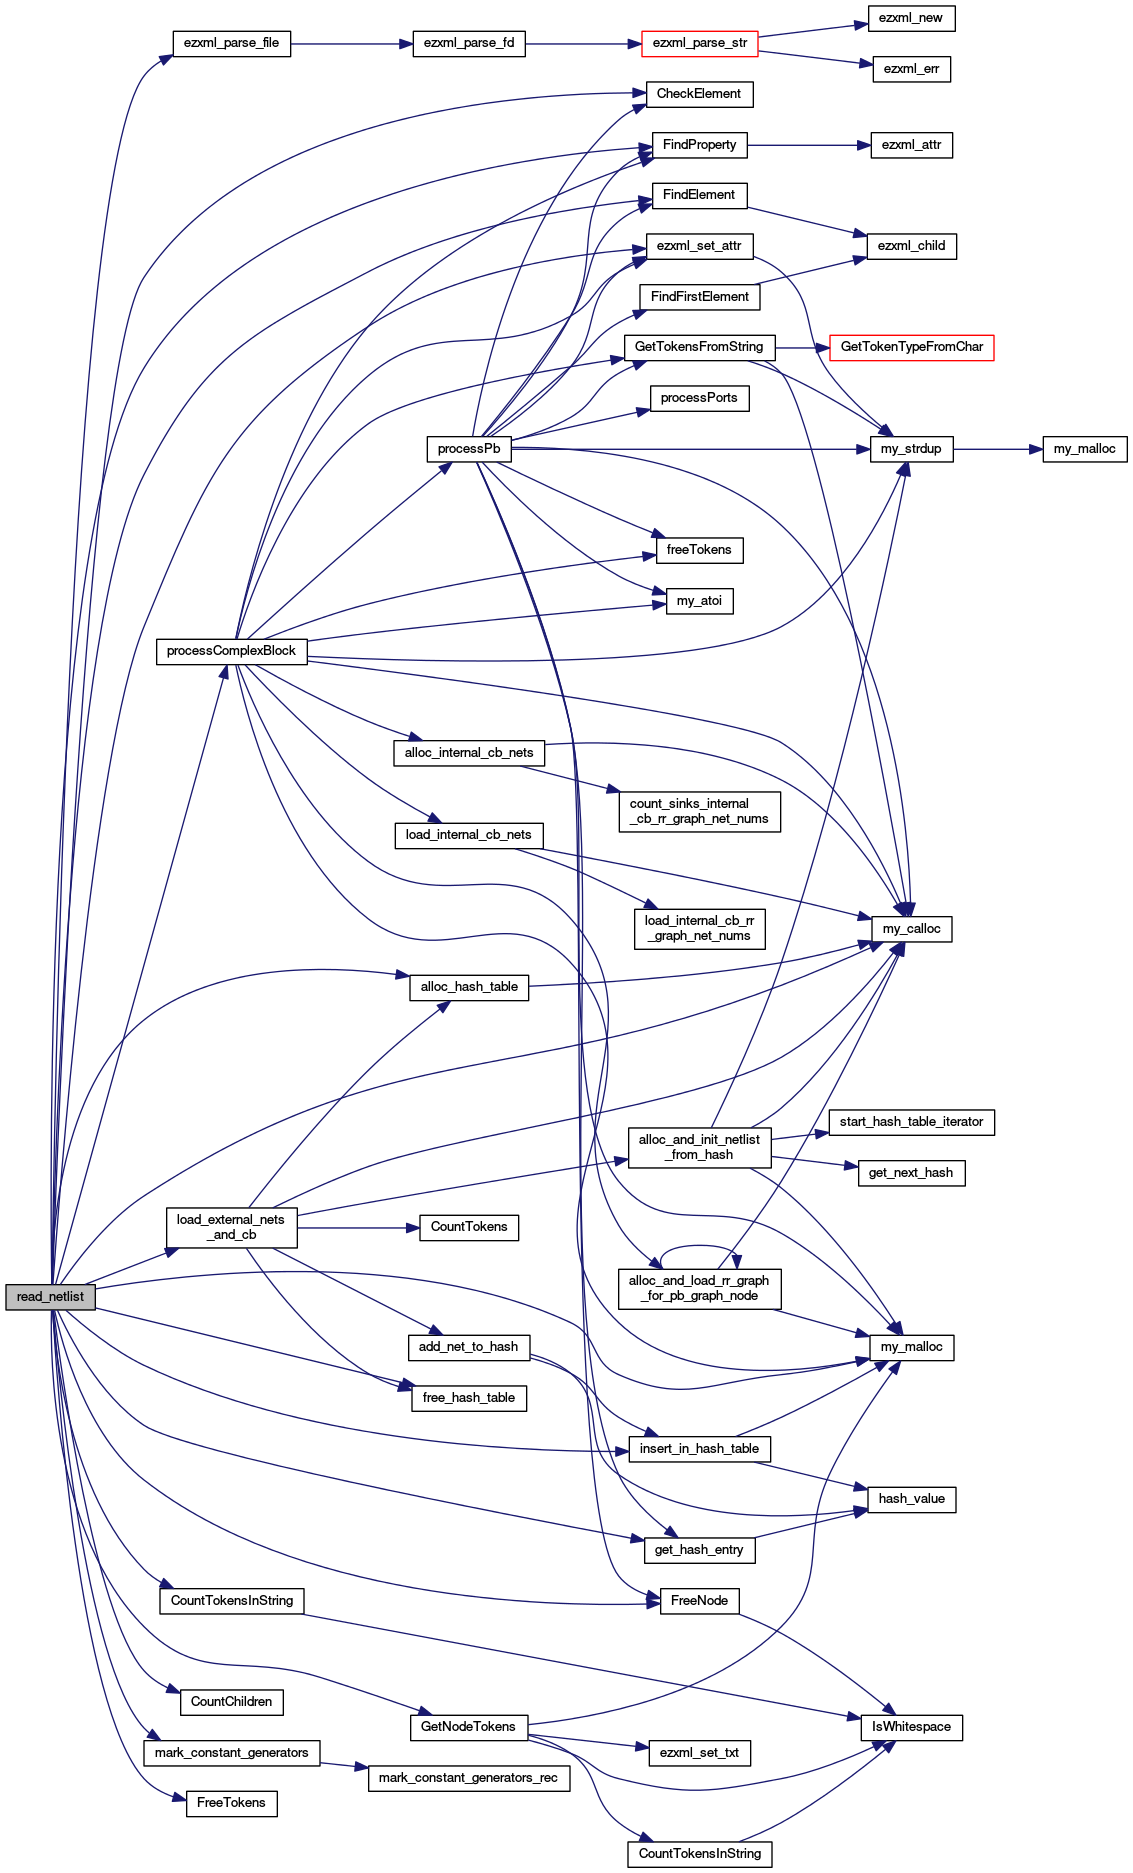 ezxml_new
ezxml_parse_file
ezxml_parse_fd
ezxml_parse_str
ezxml_err
CheckElement
FindProperty
ezxml_attr
FindElement
ezxml_set_attr
ezxml_child
FindFirstElement
GetTokensFromString
GetTokenTypeFromChar
processPorts
processPb
my_strdup
my_malloc
freeTokens
my_atoi
processComplexBlock
alloc_internal_cb_nets
count_sinks_internal
_cb_rr_graph_net_nums
load_internal_cb_nets
load_internal_cb_rr
_graph_net_nums
my_calloc
alloc_hash_table
start_hash_table_iterator
alloc_and_init_netlist
_from_hash
get_next_hash
load_external_nets
_and_cb
CountTokens
read_netlist
alloc_and_load_rr_graph
_for_pb_graph_node
add_net_to_hash
my_malloc
free_hash_table
insert_in_hash_table
hash_value
get_hash_entry
CountTokensInString
FreeNode
CountChildren
GetNodeTokens
IsWhitespace
mark_constant_generators
ezxml_set_txt
mark_constant_generators_rec
FreeTokens
CountTokensInString